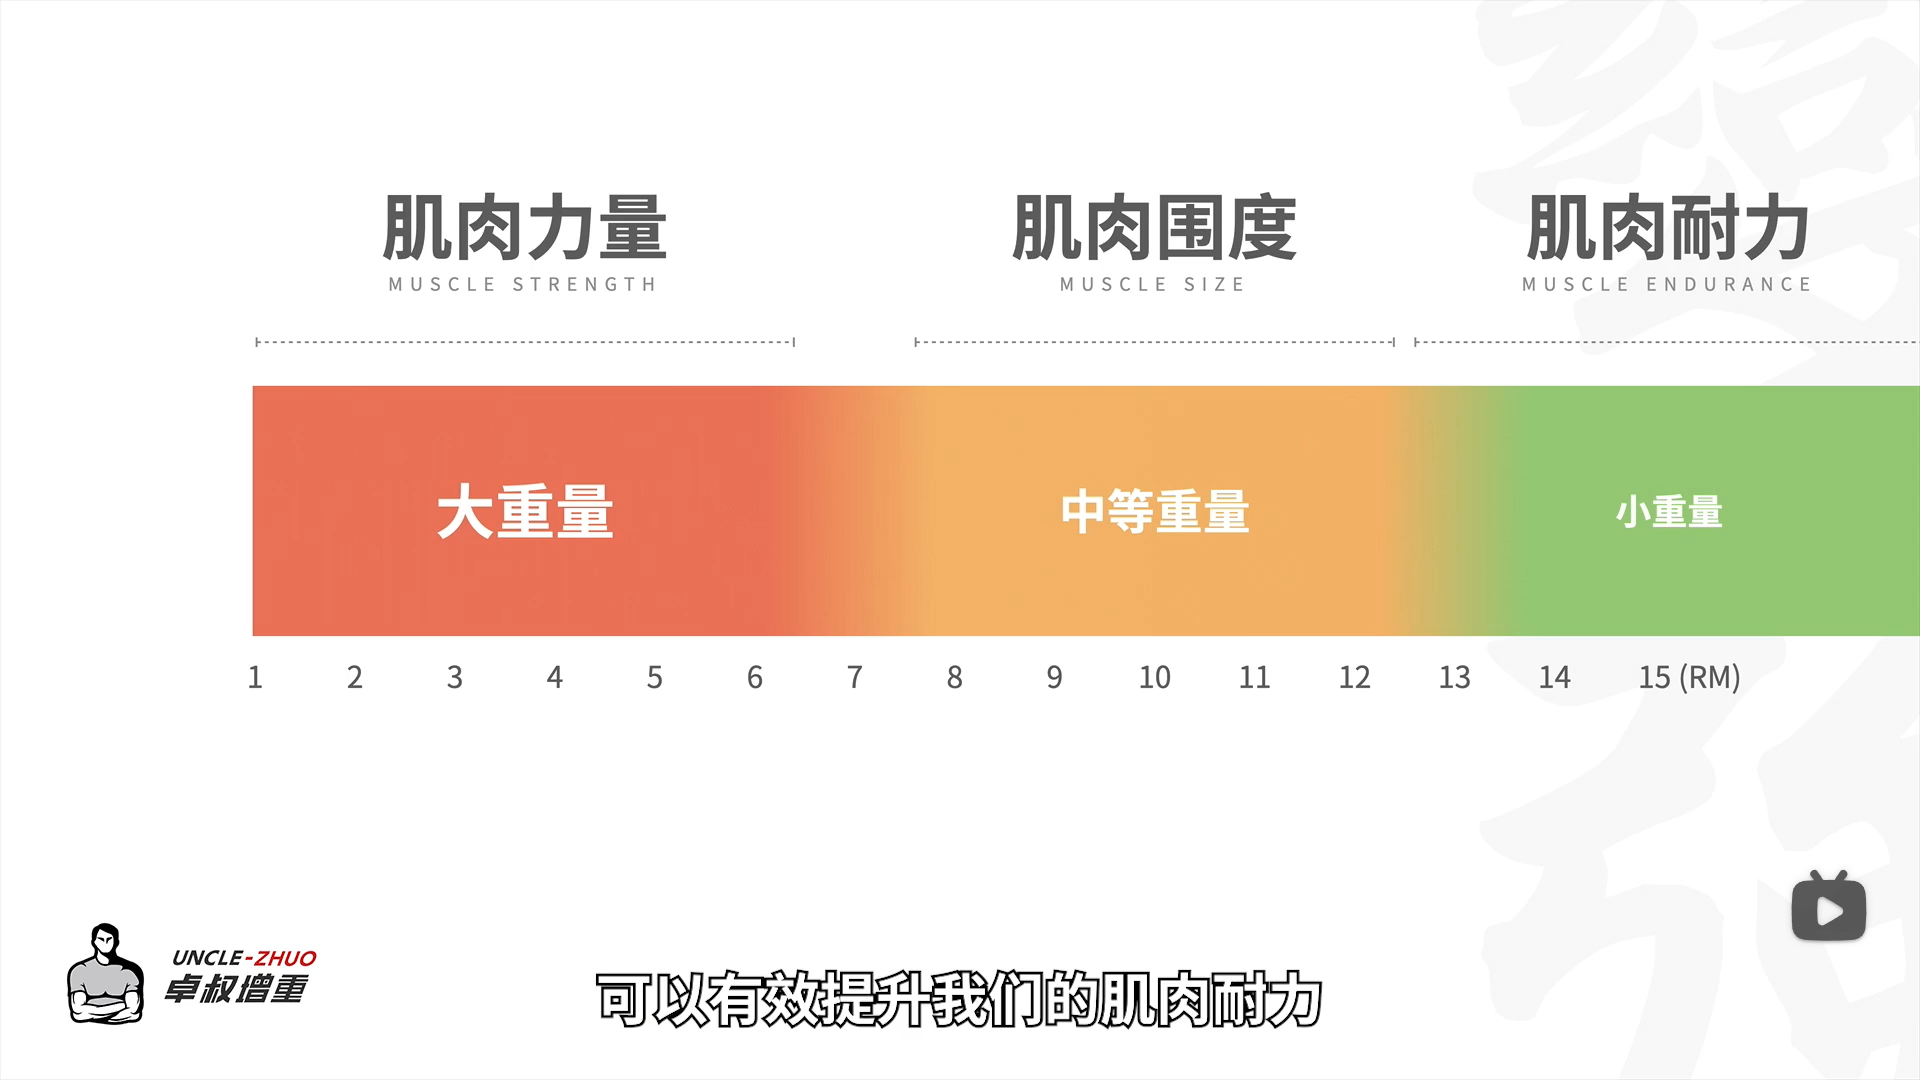 肌肉力量
MUSCLE STRENGTH
肌肉围度
MUSCLE SIZE
肌肉耐力
MUSCLE ENDURANCE
大重量
中等重量
小重量
1 2 3 4 5 6 7 8 9 10 11 12 13 14 15 (RM)
UNCLE-ZHUO
卓叔增重
可以有效提升我们的肌肉耐力